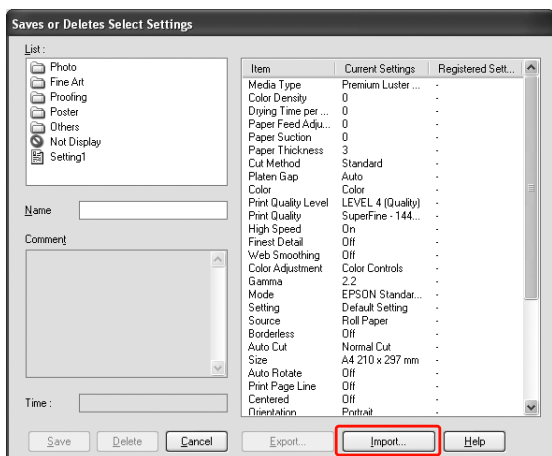 Saves or Deletes Select Settings
List :
Photo
Fine Art
Proofing
Poster
Others
Not Display
Setting1
Name
Comment
Time :
Item Current Settings Registered Sett...
Media Type Premium Luster ... -
Color Density 0 -
Drying Time per ... 0 -
Paper Feed Adju... 0 -
Paper Suction 0 -
Paper Thickness 3 -
Cut Method Standard -
Platen Gap Auto -
Color Color -
Print Quality Level LEVEL 4 (Quality) -
Print Quality SuperFine - 144... -
High Speed On -
Finest Detail Off -
Web Smoothing Off -
Color Adjustment Color Controls -
Gamma 2.2 -
Mode EPSON Standar... -
Setting Default Setting -
Source Roll Paper -
Borderless Off -
Auto Cut Normal Cut -
Size A4 210 x 297 mm -
Auto Rotate Off -
Print Page Line Off -
Centered Off -
Orientation Portrait -
Save Delete Cancel Export... Import... Help